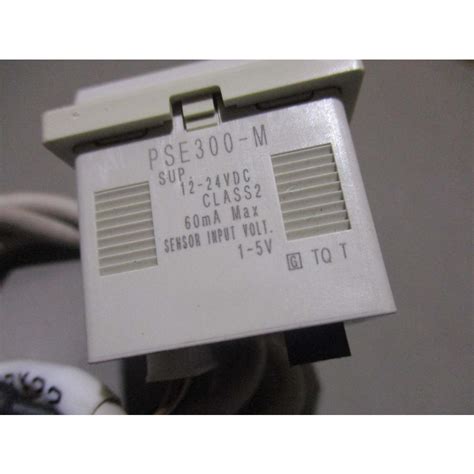 PSE300-M
SUP.
12-24VDC
CLASS2
60mA Max
SENSOR INPUT VOLT.
1-5V
G TQ T